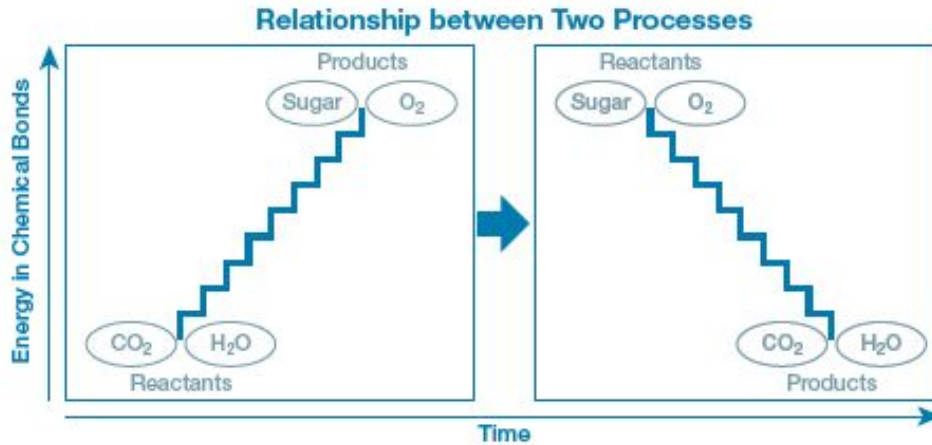 Relationship between Two Processes
Energy in Chemical Bonds
Products
Sugar O₂
CO₂ H₂O
Reactants
Reactants
Sugar O₂
CO₂ H₂O
Products
Time